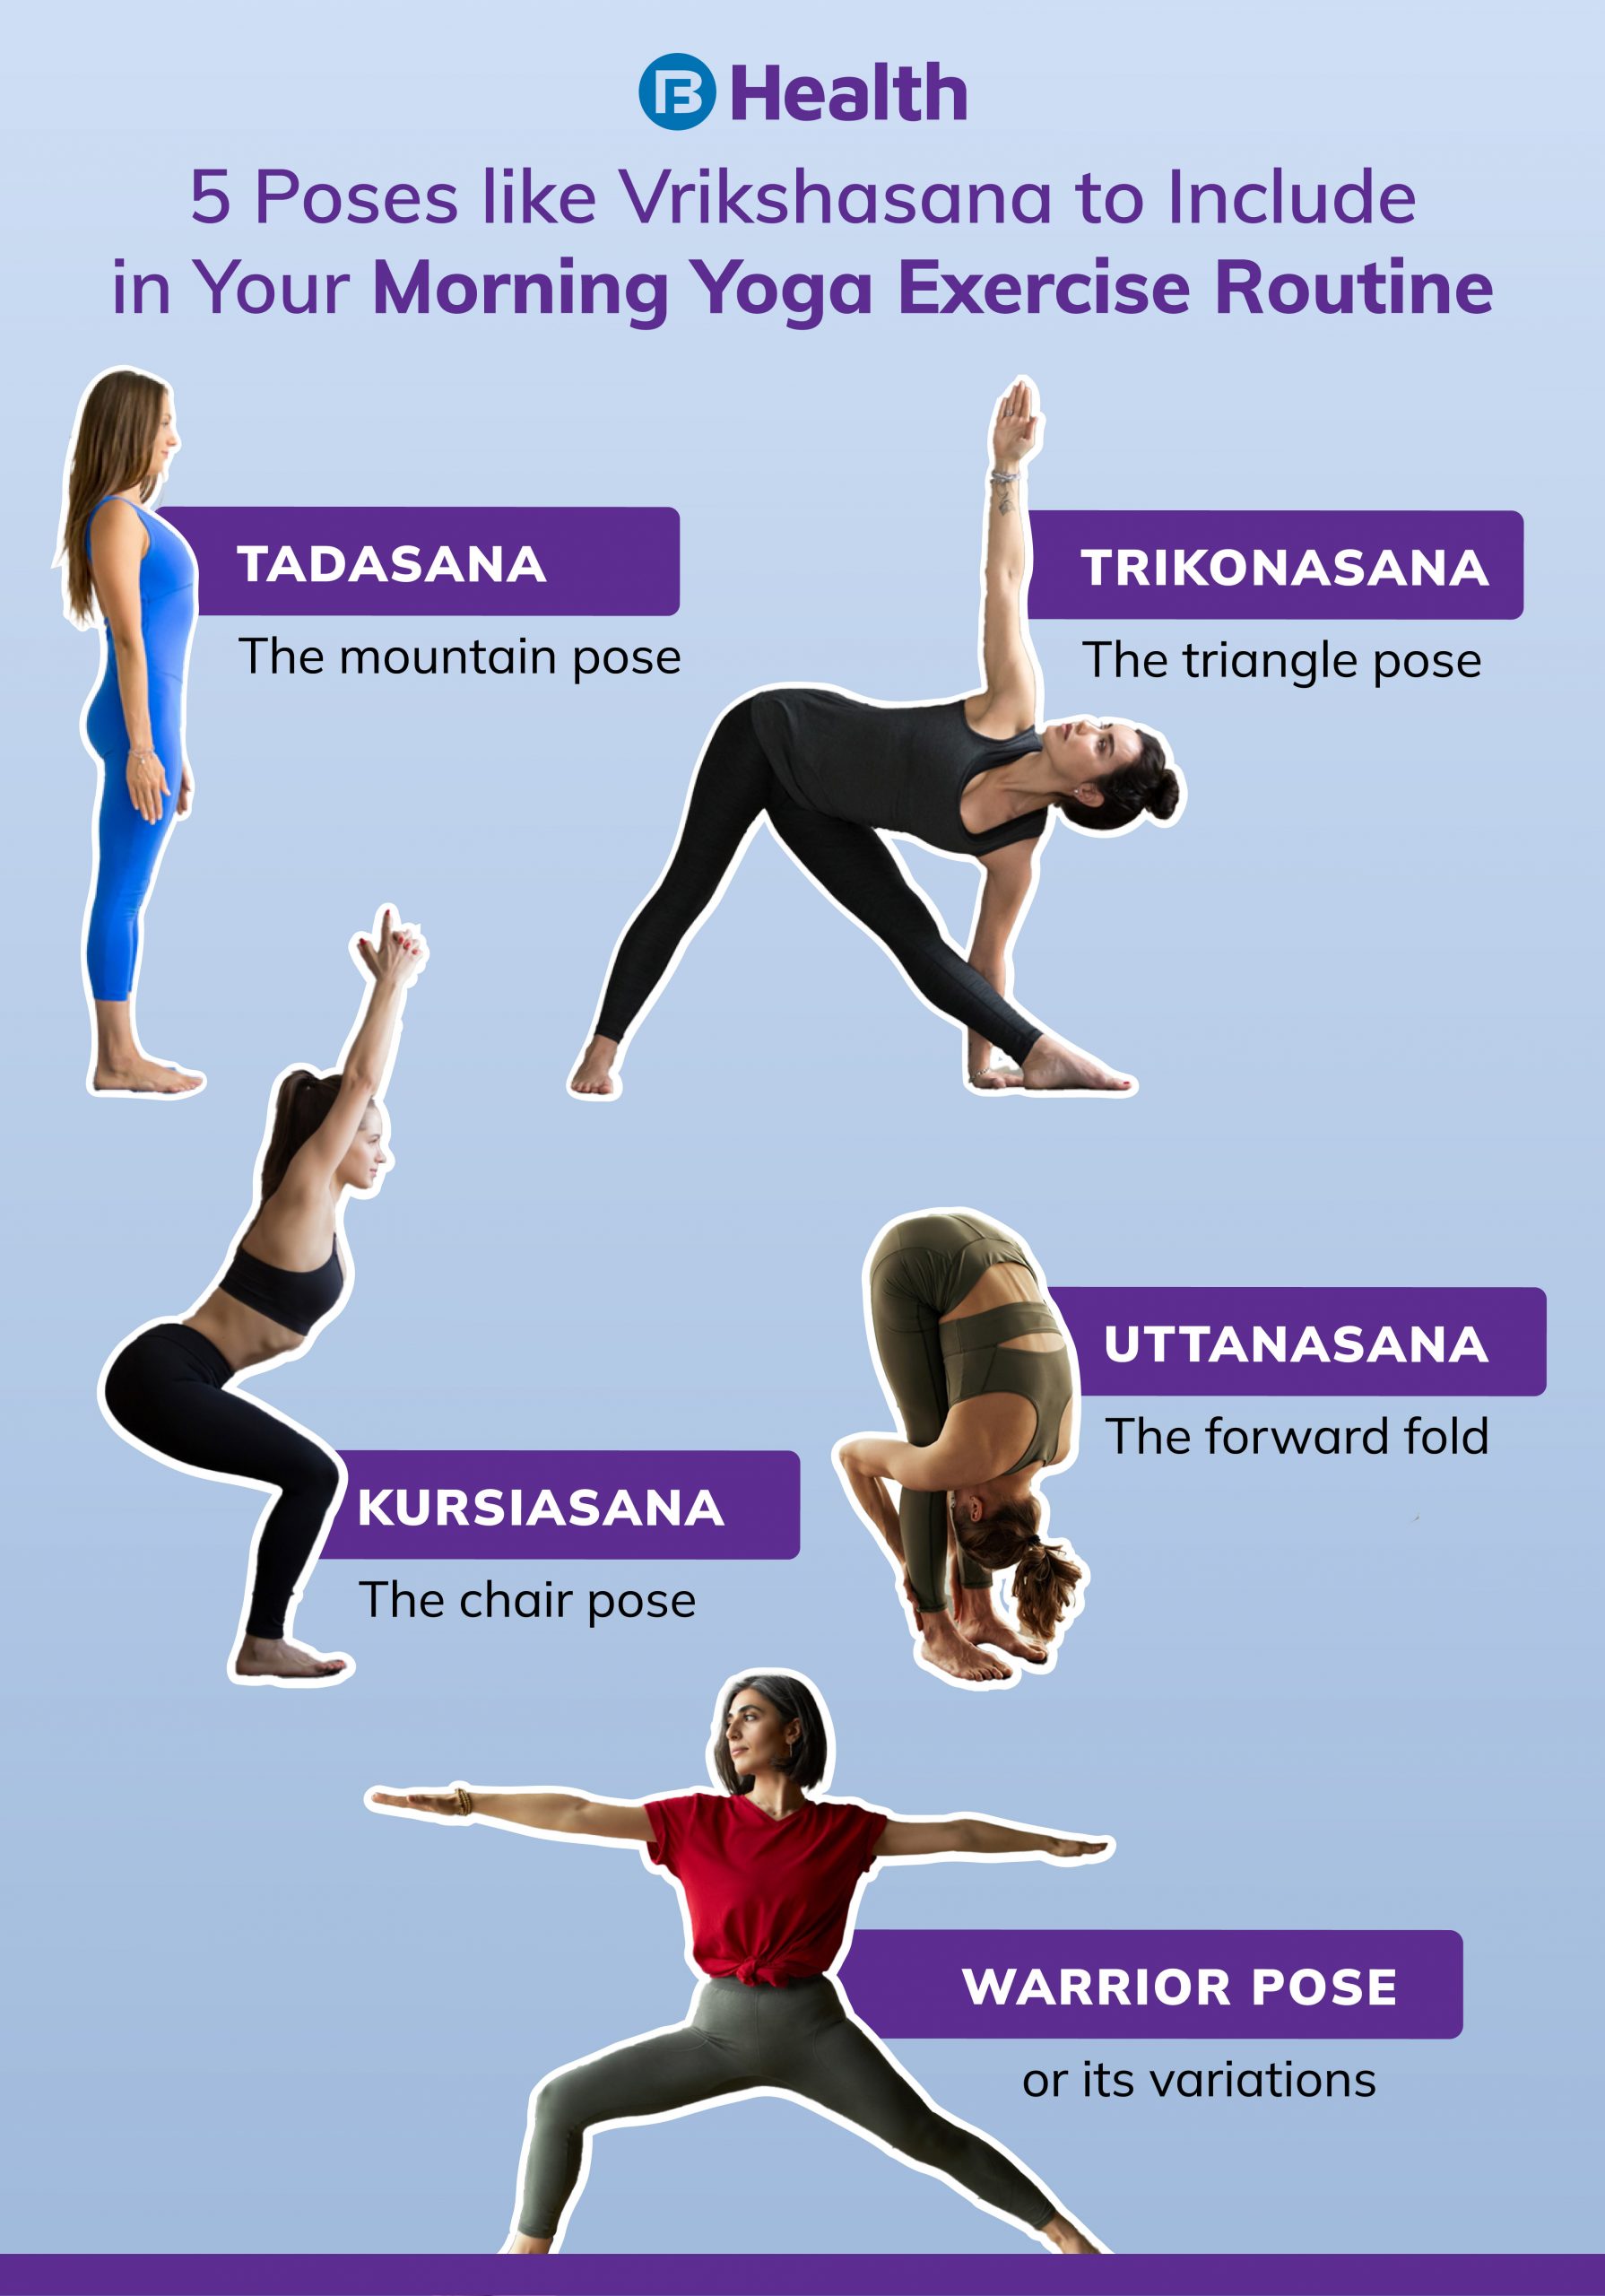 B Health
5 Poses like Vrikshasana to Include
in Your Morning Yoga Exercise Routine
TADASANA
The mountain pose
TRIKONASANA
The triangle pose
KURSIASANA
The chair pose
UTTANASANA
The forward fold
WARRIOR POSE
or its variations